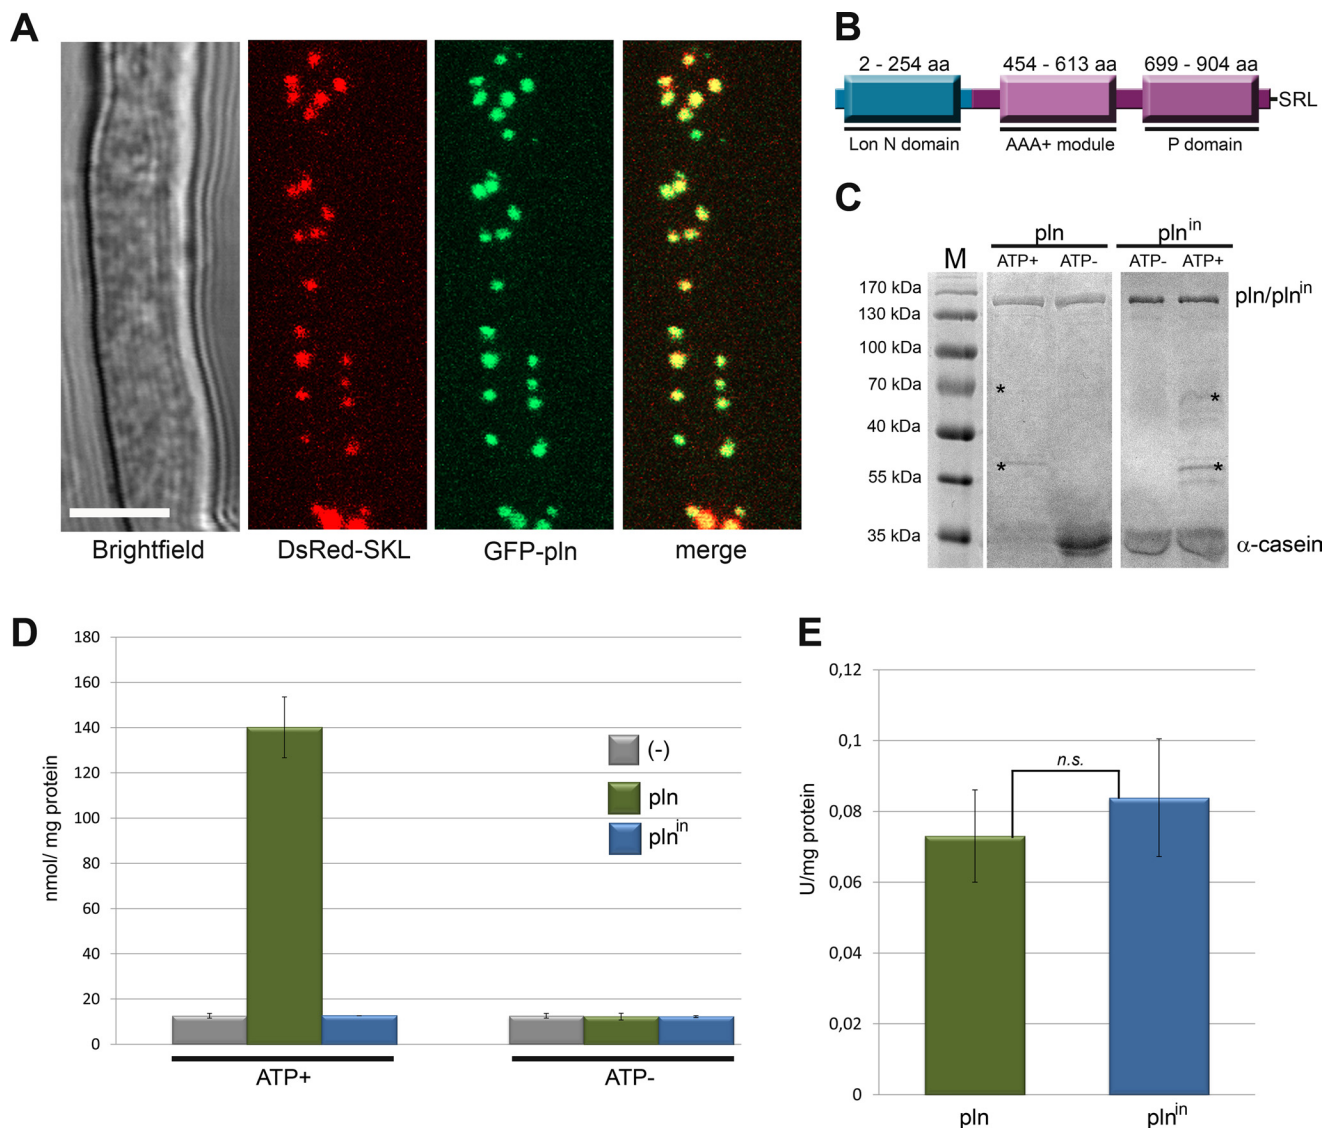 A
Brightfield
DsRed-SKL
GFP-pln
merge
B
2 - 254 aa
454 - 613 aa
699 - 904 aa
SRL
Lon N domain
AAA+ module
P domain
C
pln
pln^in
M
ATP+
ATP-
ATP-
ATP+
170 kDa
130 kDa
100 kDa
70 kDa
40 kDa
55 kDa
35 kDa
*
*
*
*
pln/pln^in
α-casein
D
nmol/ mg protein
180
160
140
120
100
80
60
40
20
0
(-)
pln
pln^in
ATP+
ATP-
E
U/mg protein
0,12
0,1
0,08
0,06
0,04
0,02
0
n.s.
pln
pln^in